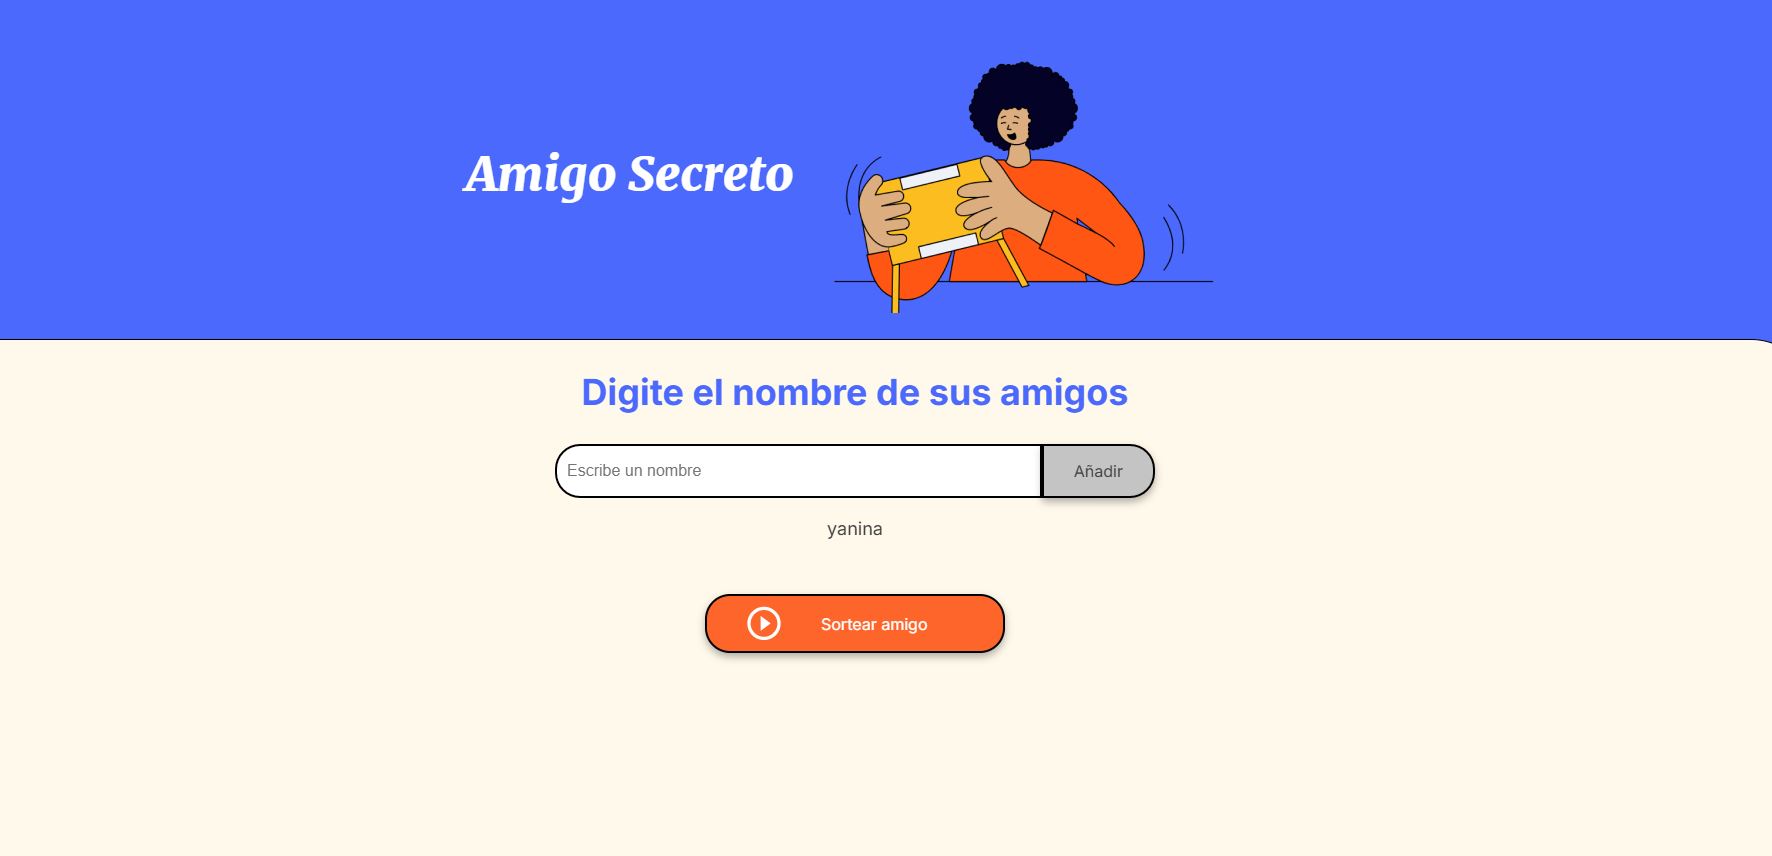 Amigo Secreto
Digite el nombre de sus amigos
Escribe un nombre
Añadir
yanina
Sortear amigo